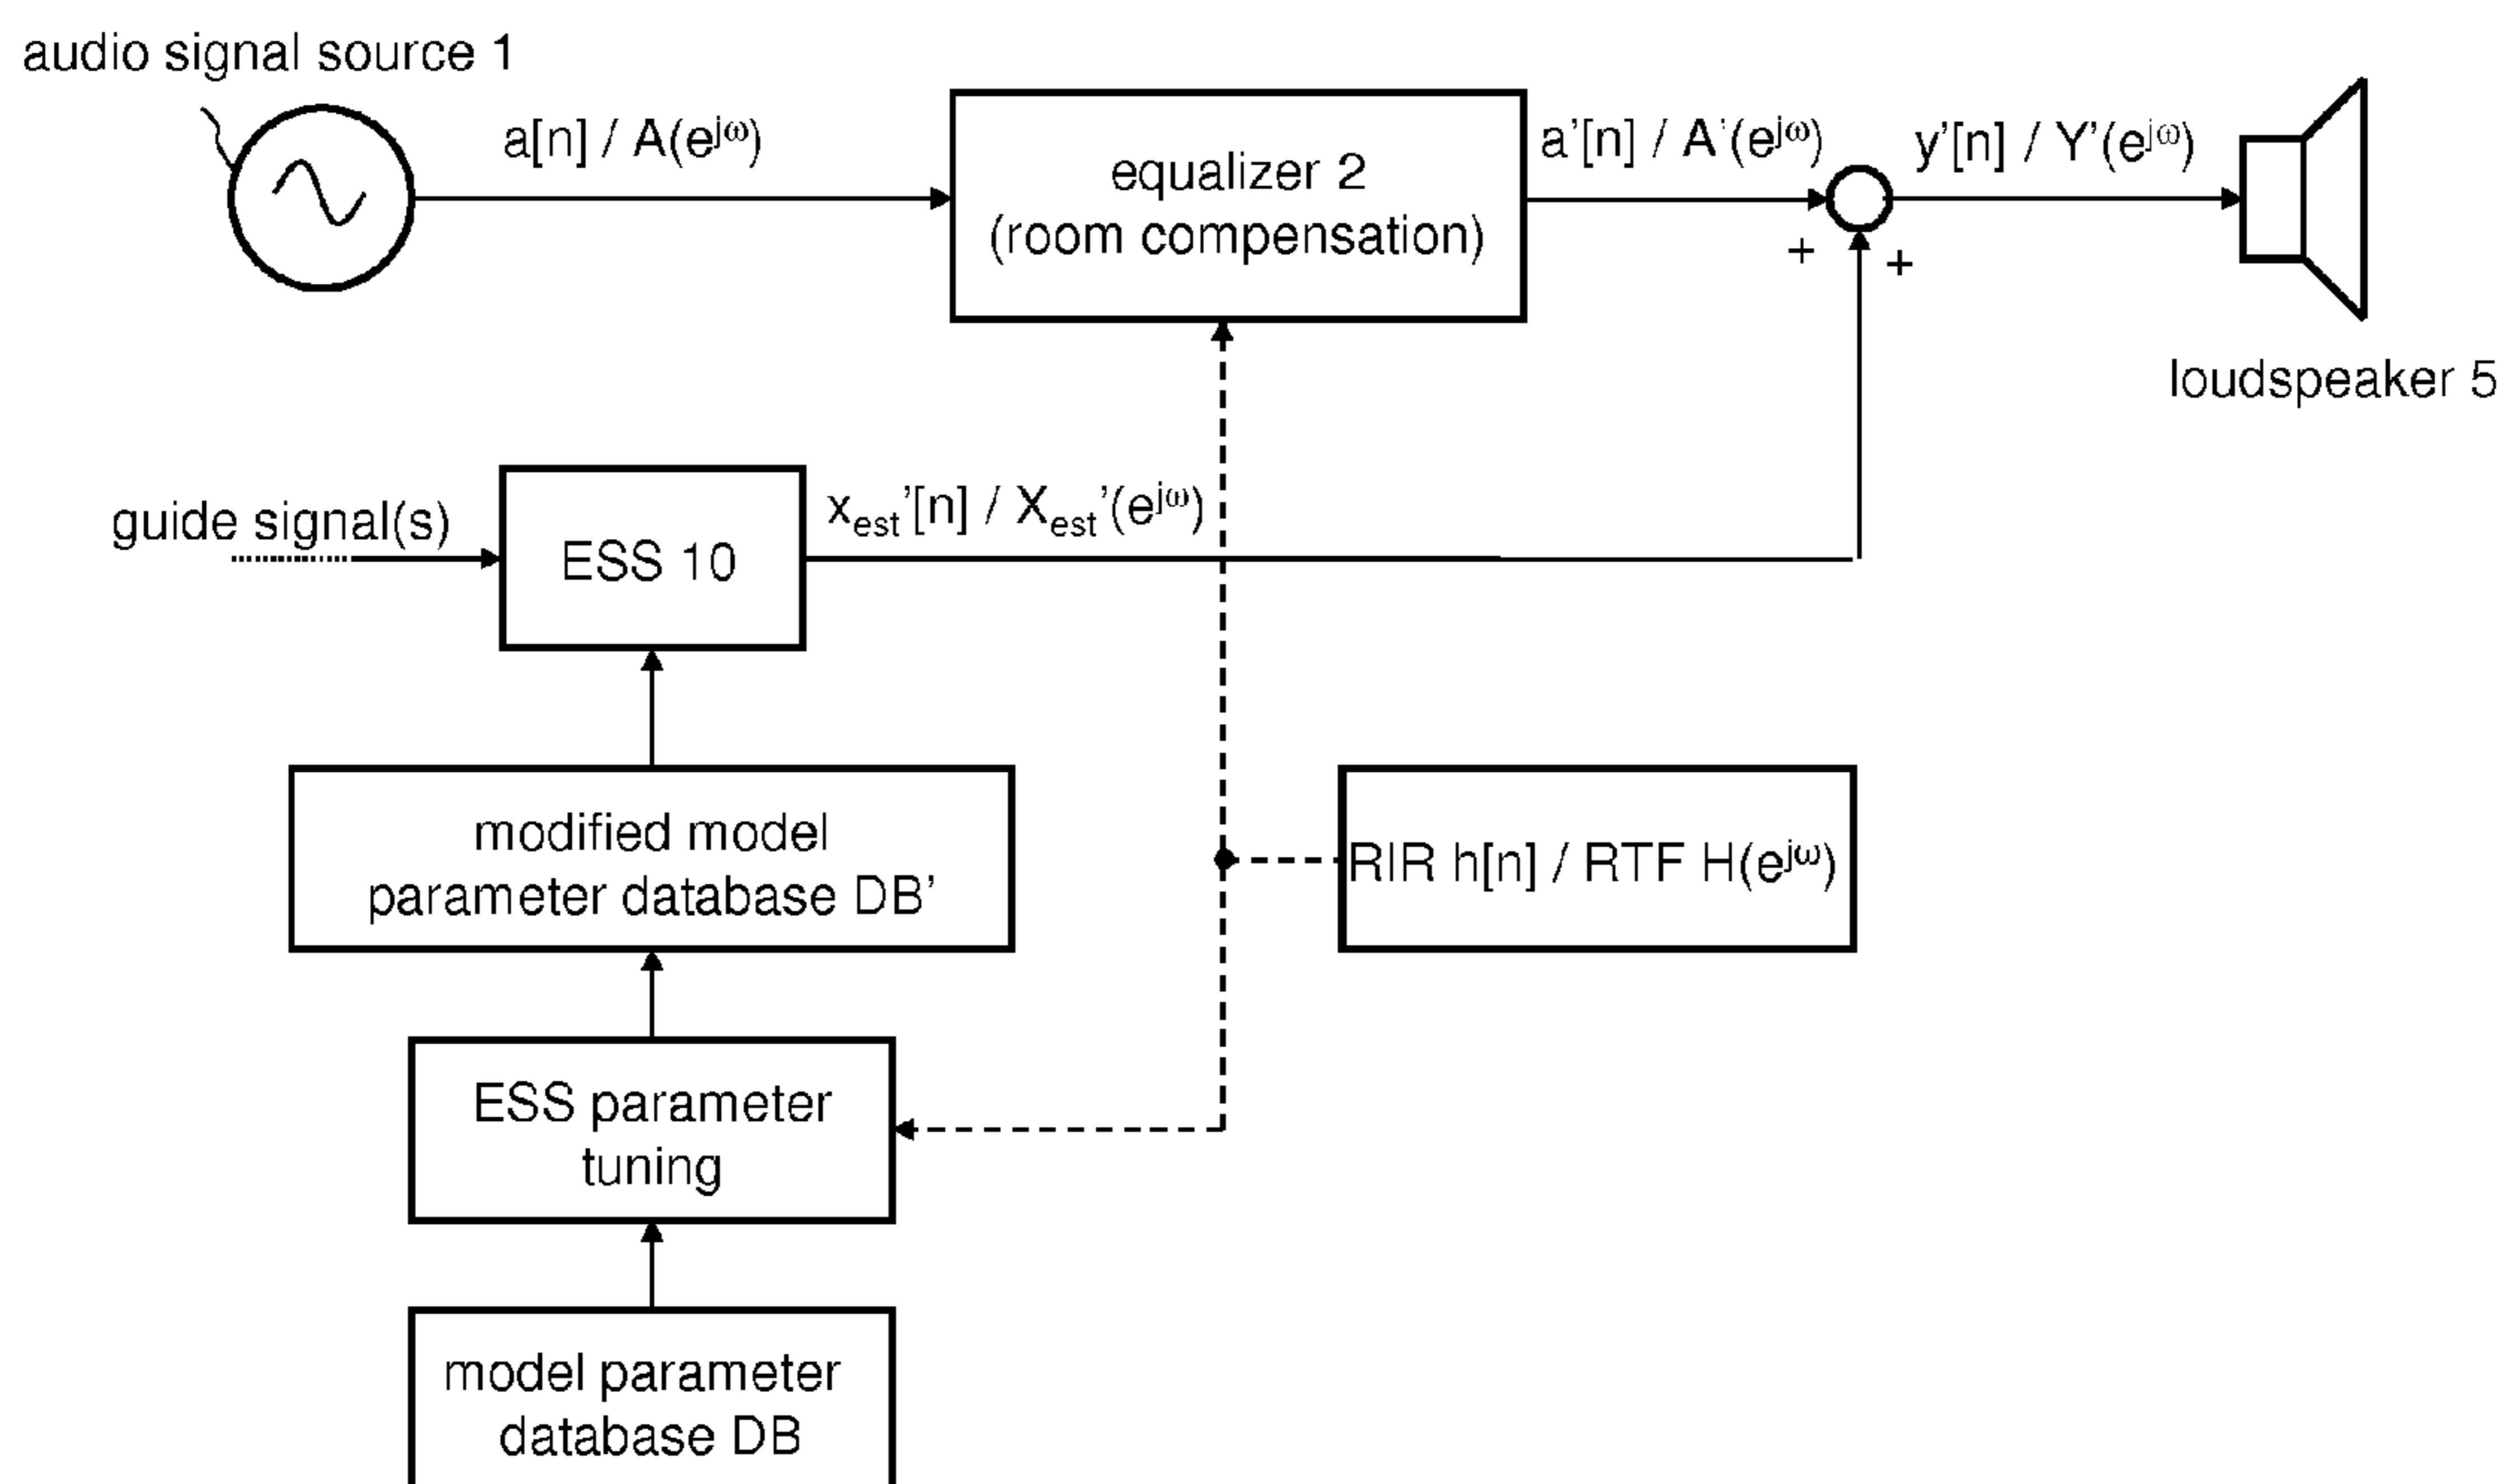 audio signal source 1
a[n] / A(e^jω)
equalizer 2
(room compensation)
a'[n] / A'(e^jω)
y'[n] / Y'(e^jω)
+
+
loudspeaker 5
guide signal(s)
ESS 10
x_est'[n] / X_est'(e^jω)
modified model
parameter database DB'
RIR h[n] / RTF H(e^jω)
ESS parameter
tuning
model parameter
database DB